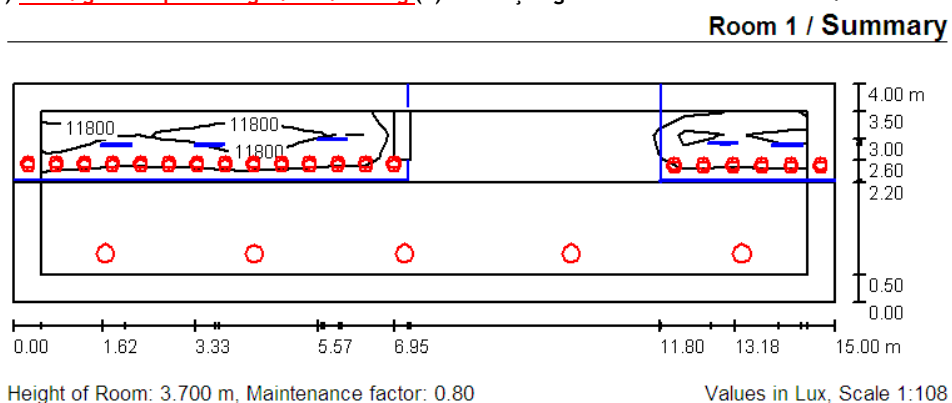 Room 1 / Summary
11800
11800
11800
4.00 m
3.50
3.00
2.60
2.20
0.50
0.00
0.00 1.62 3.33 5.57 6.95 11.80 13.18 15.00 m
Height of Room: 3.700 m, Maintenance factor: 0.80 Values in Lux, Scale 1:108